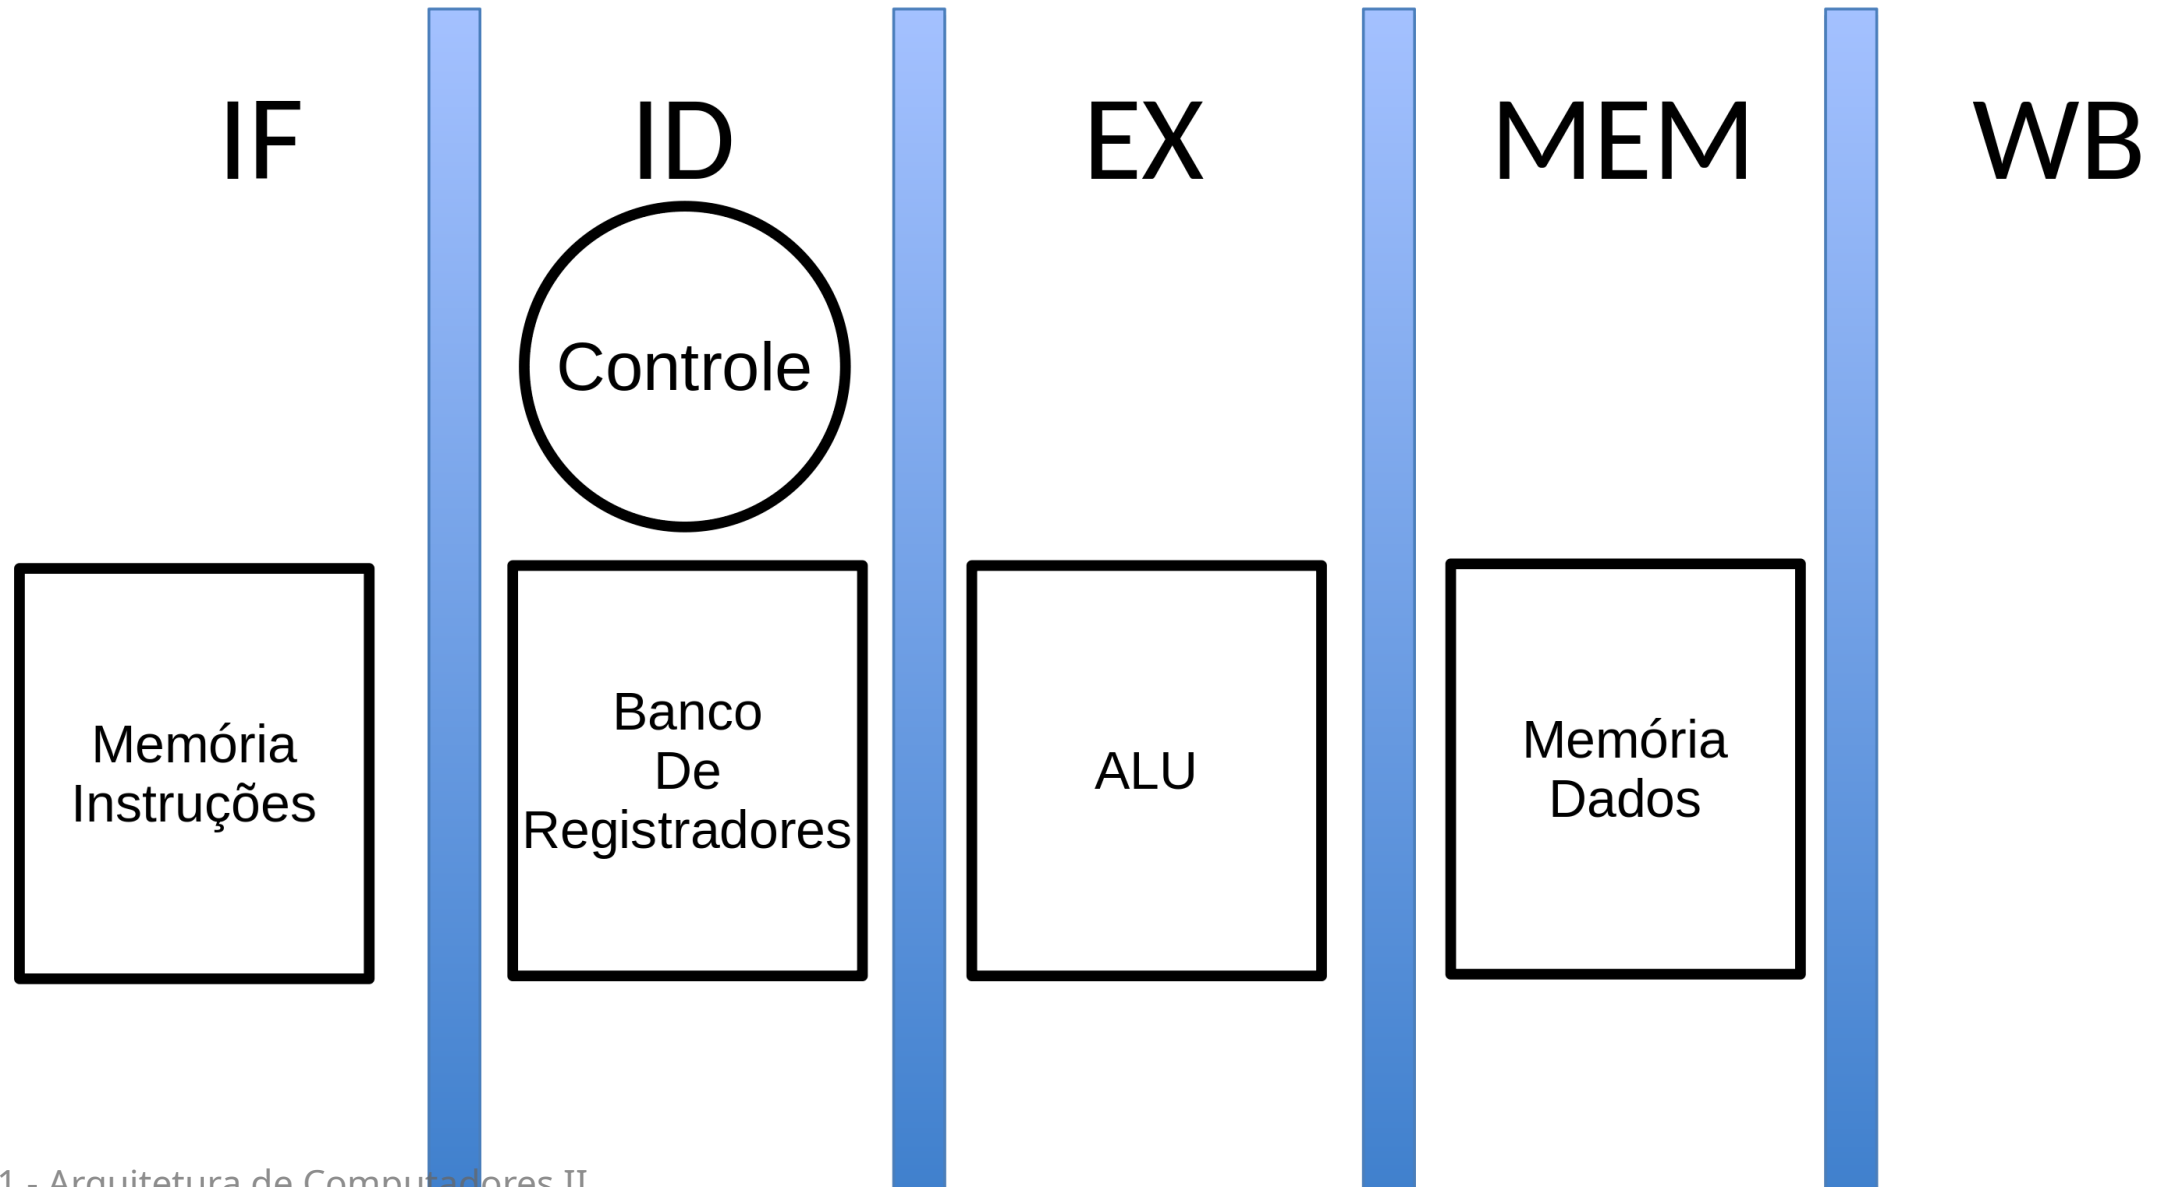 IF
ID
EX
MEM
WB
Controle
Memória
Instruções
Banco
De
Registradores
ALU
Memória
Dados
1 - Arquitetura de Computadores II